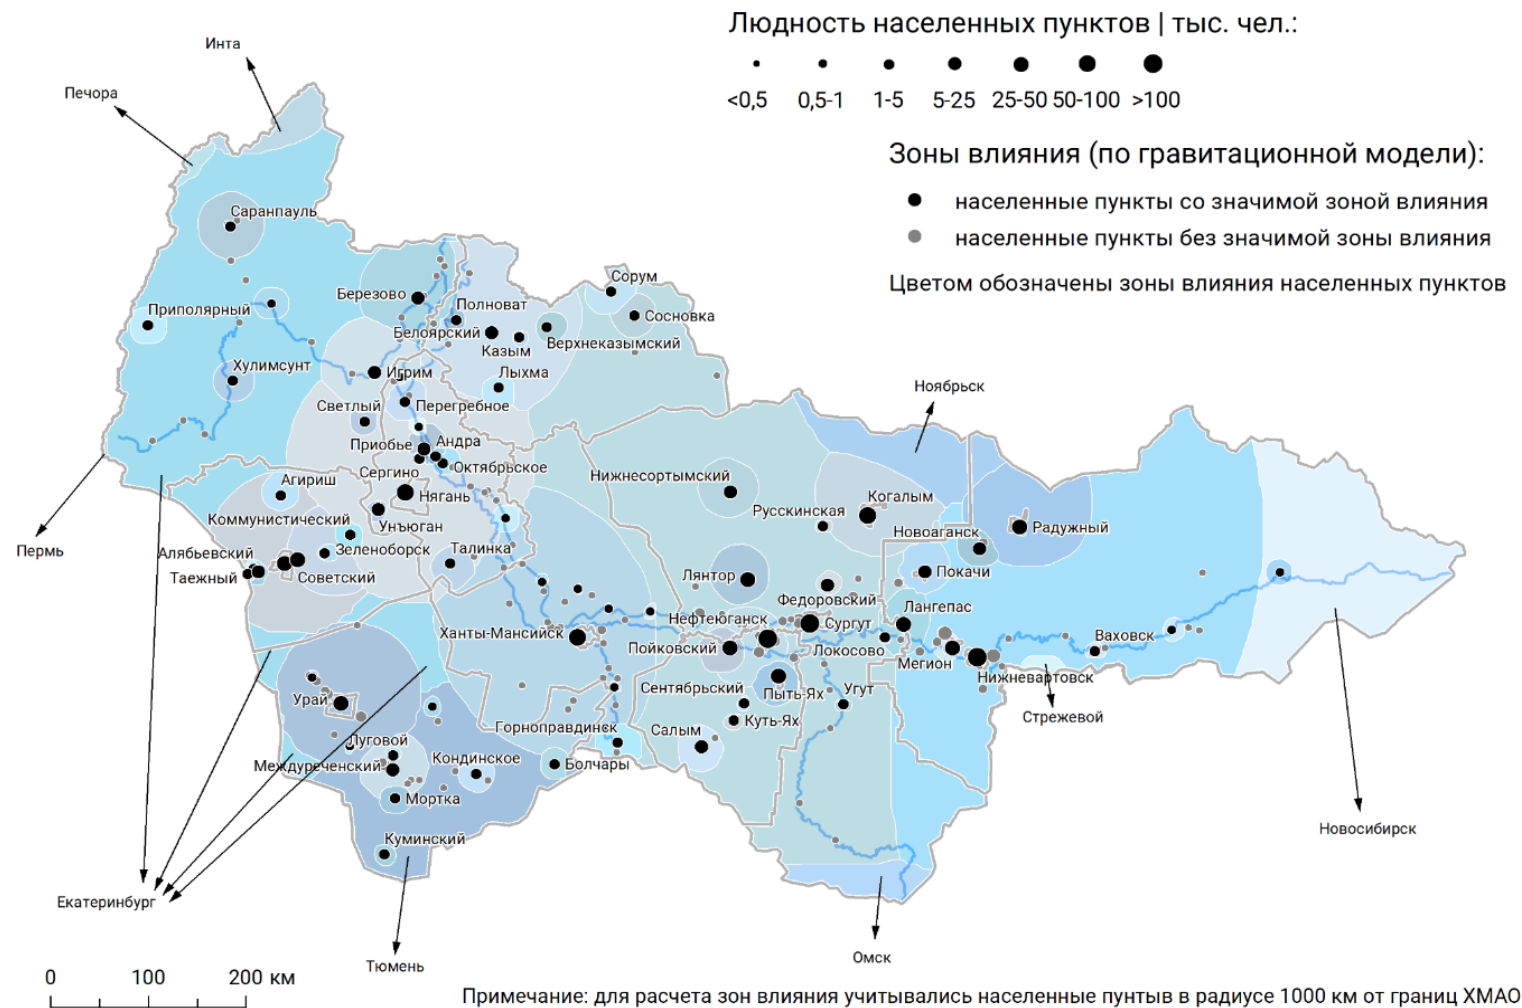 Людность населенных пунктов | тыс. чел.:
<0,5 0,5-1 1-5 5-25 25-50 50-100 >100
Зоны влияния (по гравитационной модели):
населенные пункты со значимой зоной влияния
населенные пункты без значимой зоны влияния
Цветом обозначены зоны влияния населенных пунктов
Инта
Печора
Саранпауль
Сорум
Березово
Полноват
Приполярный
Сосновка
Белоярский
Верхнеказымский
Казым
Хулимсунт
Игрим
Лыхма
Ноябрьск
Светлый
Перегребное
Приобье
Андра
Сергино
Октябрьское
Агириш
Нижнесортымский
Нягань
Когалым
Коммунистический
Унъюган
Русскинская
Радужный
Новоаганск
Пермь
Алябьевский
Зеленоборск
Талинка
Таежный
Советский
Лянтор
Покачи
Федоровский
Лангепас
Нефтеюганск
Сургут
Ханты-Мансийск
Ваховск
Пойковский
Локосово
Мегион
Нижневартовск
Сентябрьский
Пыть-Ях
Угут
Урай
Стрежевой
Куть-Ях
Горноправдинск
Салым
Луговой
Междуреченский
Кондинское
Болчары
Мортка
Новосибирск
Куминский
Екатеринбург
Омск
Тюмень
0 100 200 км
Примечание: для расчета зон влияния учитывались населенные пунтыв в радиусе 1000 км от границ ХМАО